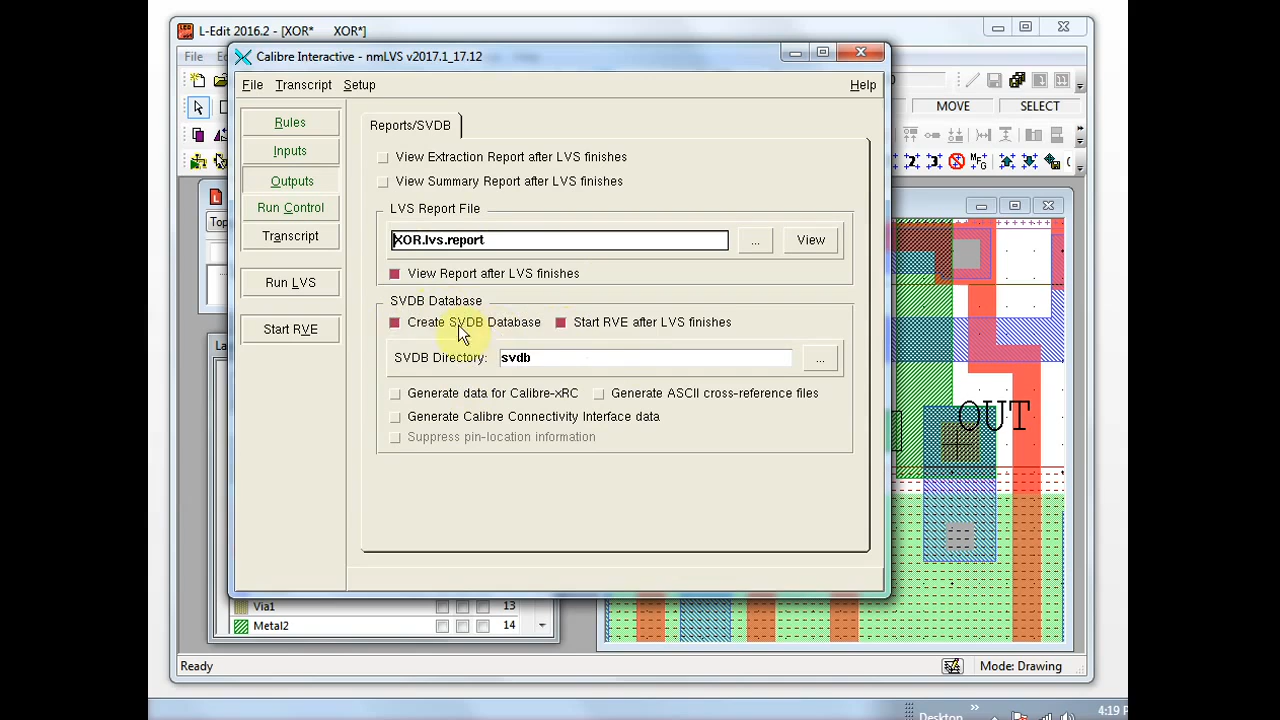 L-Edit 2016.2 - [XOR* XOR*]
File
Calibre Interactive - nmLVS v2017.1_17.12
File Transcript Setup Help
MOVE SELECT
Rules
Inputs
Outputs
Run Control
Transcript
Run LVS
Start RVE
Reports/SVDB
View Extraction Report after LVS finishes
View Summary Report after LVS finishes
LVS Report File
XOR.lvs.report ... View
View Report after LVS finishes
SVDB Database
Create SVDB Database Start RVE after LVS finishes
SVDB Directory: svdb ...
Generate data for Calibre-xRC Generate ASCII cross-reference files
Generate Calibre Connectivity Interface data
Suppress pin-location information
OUT
Via1 13
Metal2 14
Ready Mode: Drawing
Desktop 4:19 P